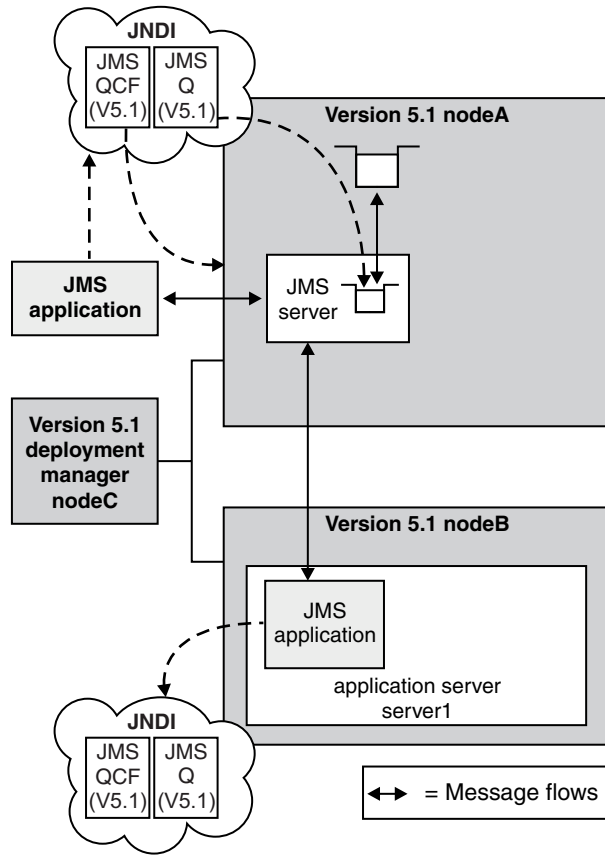 JNDI
JMS
QCF
(V5.1)
JMS
Q
(V5.1)
Version 5.1 nodeA
JMS
application
JMS
server
Version 5.1
deployment
manager
nodeC
Version 5.1 nodeB
JMS
application
application server
server1
JNDI
JMS
QCF
(V5.1)
JMS
Q
(V5.1)
= Message flows